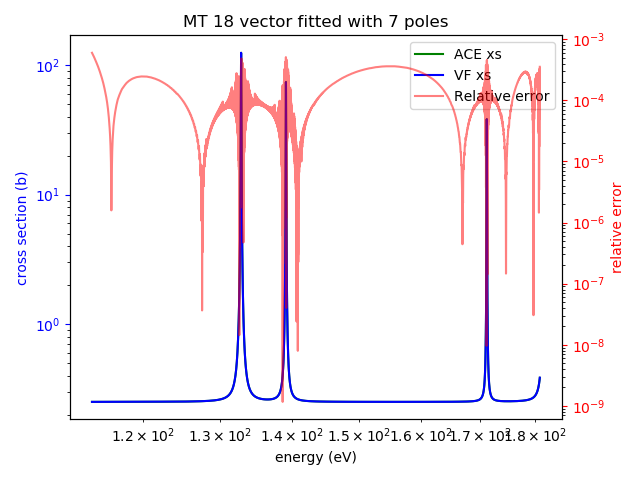 MT 18 vector fitted with 7 poles
ACE xs
VF xs
Relative error
10²
10¹
10⁰
cross section (b)
10⁻³
10⁻⁴
10⁻⁵
10⁻⁶
10⁻⁷
10⁻⁸
10⁻⁹
relative error
1.2 × 10² 1.3 × 10² 1.4 × 10² 1.5 × 10² 1.6 × 10² 1.7 × 10² 1.8 × 10²
energy (eV)